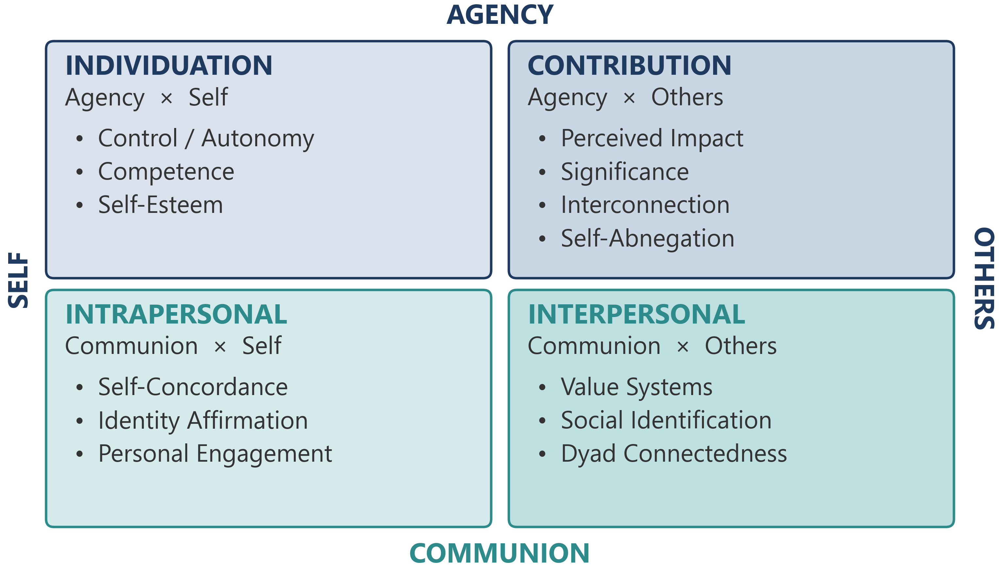 AGENCY
INDIVIDUATION
Agency × Self
• Control / Autonomy
• Competence
• Self-Esteem
CONTRIBUTION
Agency × Others
• Perceived Impact
• Significance
• Interconnection
• Self-Abnegation
SELF
OTHERS
INTRAPERSONAL
Communion × Self
• Self-Concordance
• Identity Affirmation
• Personal Engagement
INTERPERSONAL
Communion × Others
• Value Systems
• Social Identification
• Dyad Connectedness
COMMUNION